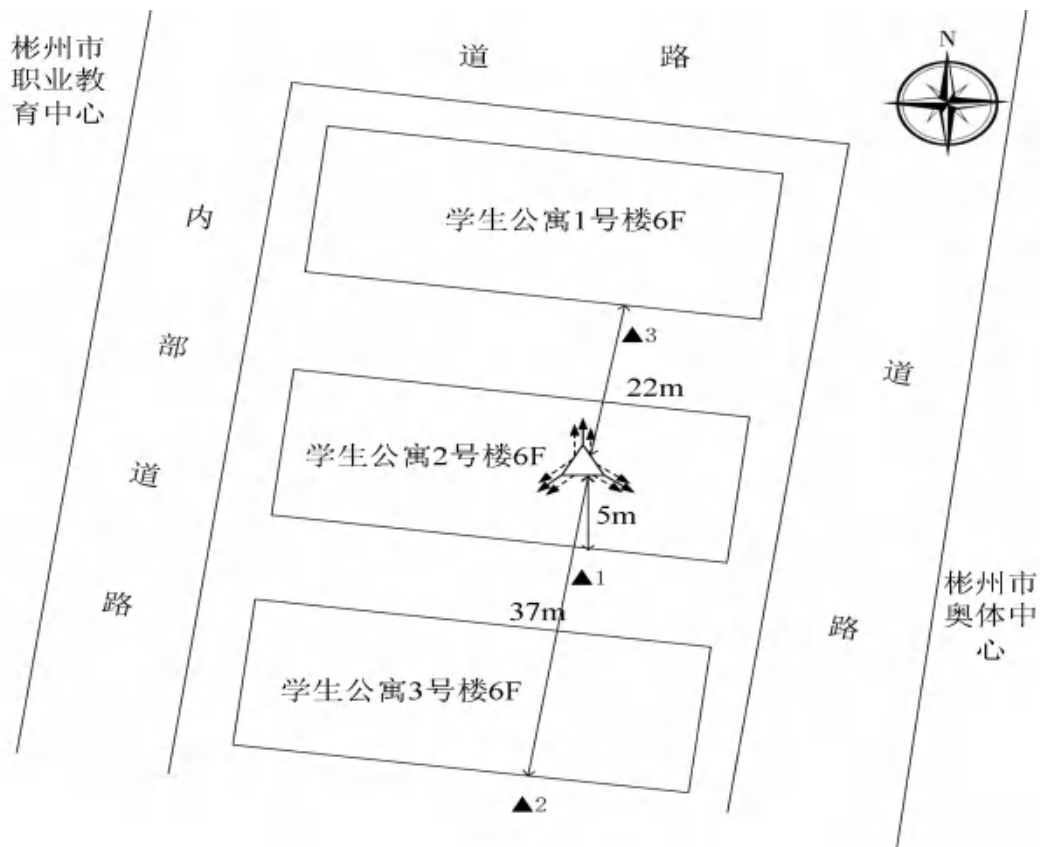 彬州市
职业教
育中心
道 路
N
学生公寓1号楼6F
内部道路
▲3
22m
道路
学生公寓2号楼6F
5m
▲1
37m
彬州市
奥体中
心
学生公寓3号楼6F
▲2